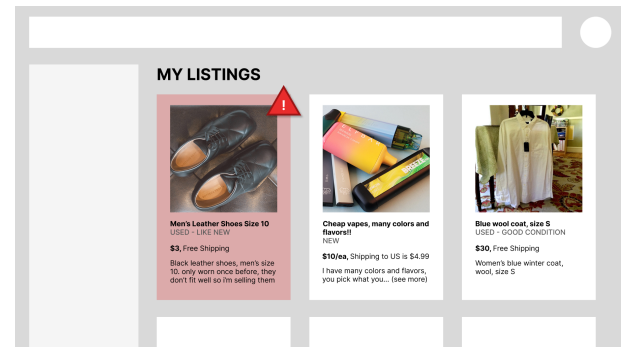 MY LISTINGS
!
Men's Leather Shoes Size 10
USED - LIKE NEW
$3, Free Shipping
Black leather shoes, men's size
10. only worn once before, they
don't fit well so i'm selling them
BREEZE
Cheap vapes, many colors and
flavors!!
NEW
$10/ea, Shipping to US is $4.99
I have many colors and flavors,
you pick what you... (see more)
Blue wool coat, size S
USED - GOOD CONDITION
$30, Free Shipping
Women's blue winter coat,
wool, size S